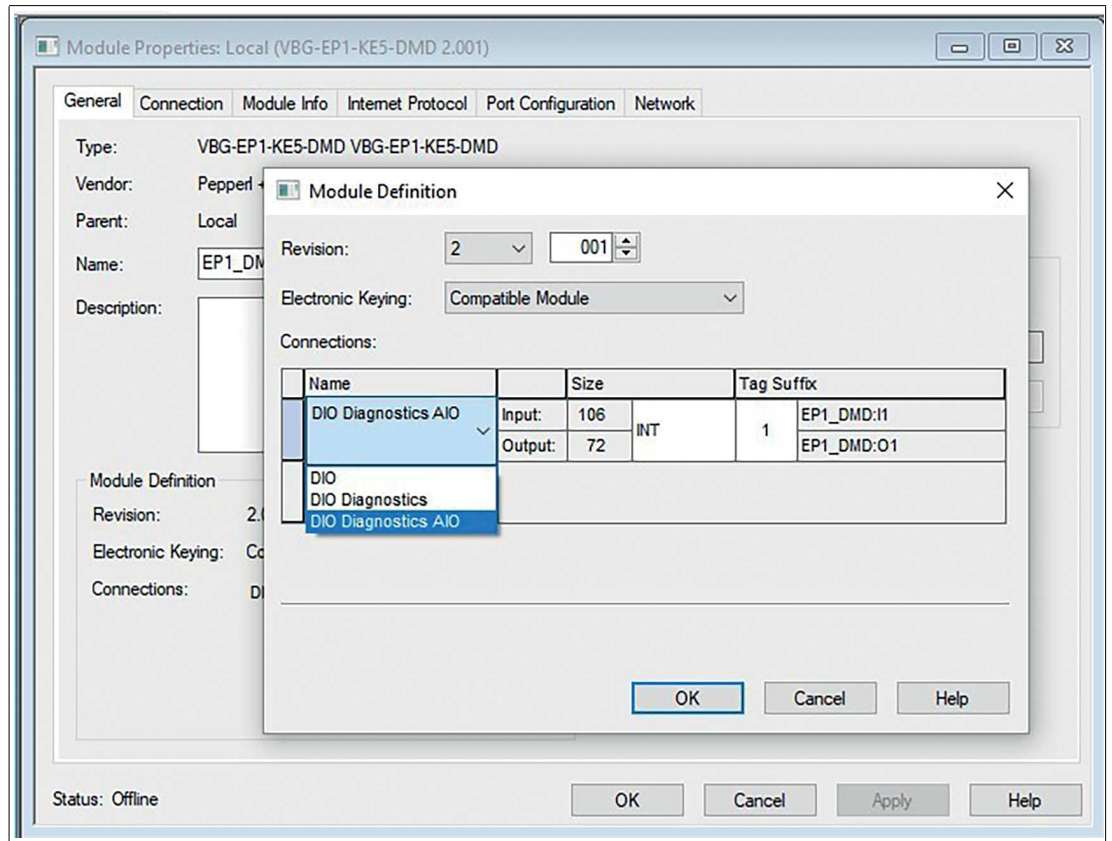 Module Properties: Local (VBG-EP1-KE5-DMD 2.001)
General Connection Module Info Internet Protocol Port Configuration Network
Type: VBG-EP1-KE5-DMD VBG-EP1-KE5-DMD
Vendor: Pepperl +
Parent: Local
Name: EP1_DM
Description:
Module Definition
Revision: 2.0
Electronic Keying: Co
Connections: DI
Module Definition
Revision: 2 001
Electronic Keying: Compatible Module
Connections:
Name Size Tag Suffix
DIO Diagnostics AIO Input: 106 INT 1 EP1_DMD:I1
Output: 72 EP1_DMD:O1
DIO
DIO Diagnostics
DIO Diagnostics AIO
OK Cancel Help
Status: Offline OK Cancel Apply Help